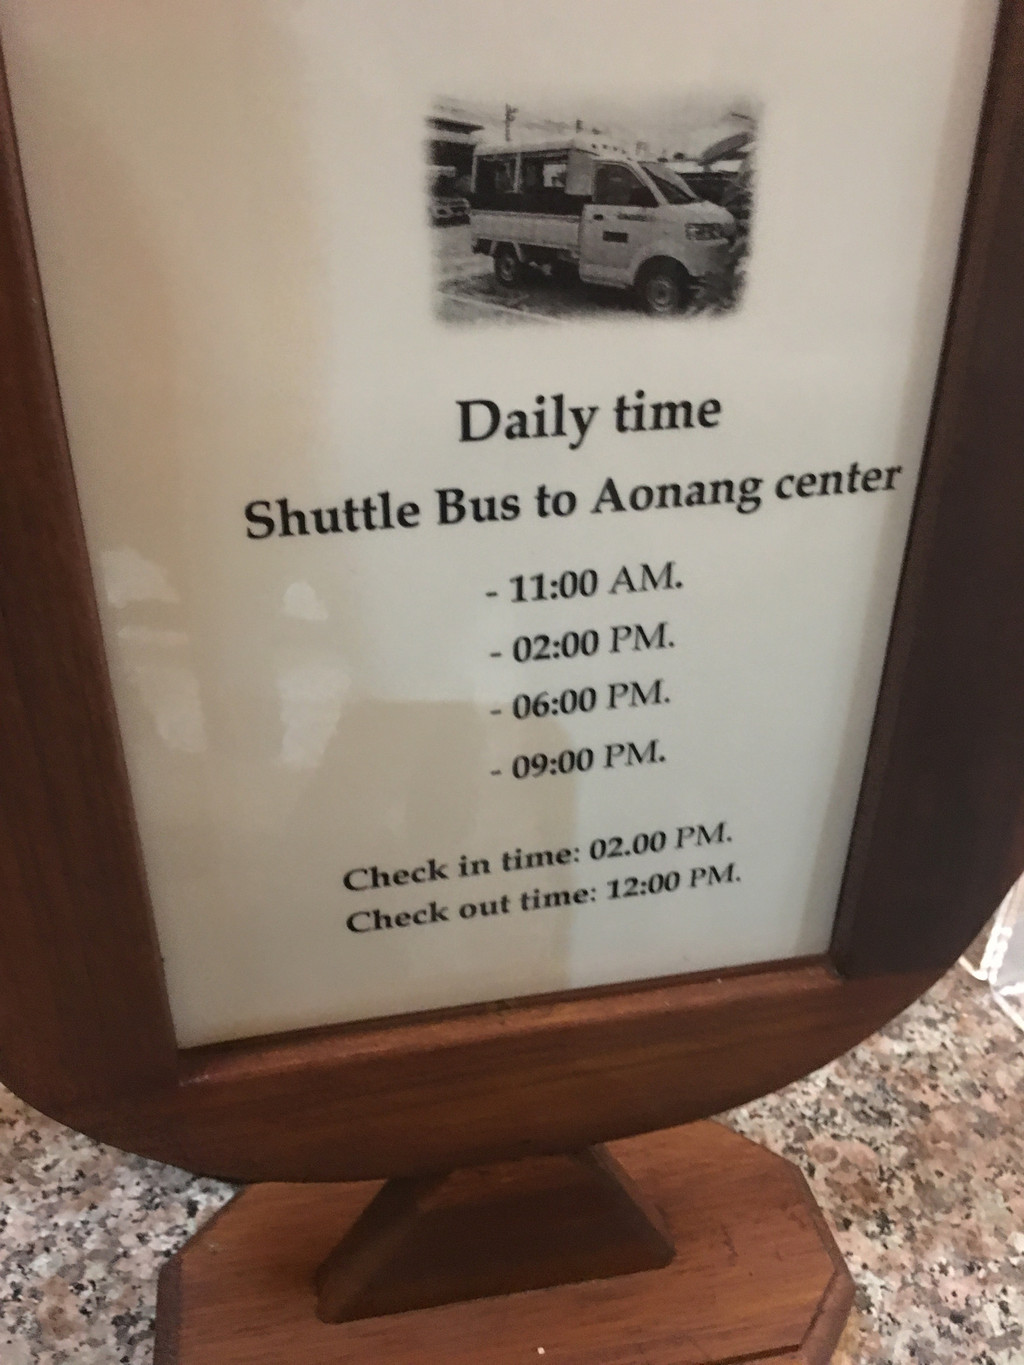 Daily time
Shuttle Bus to Aonang center
- 11:00 AM.
- 02:00 PM.
- 06:00 PM.
- 09:00 PM.
Check in time: 02.00 PM.
Check out time: 12:00 PM.